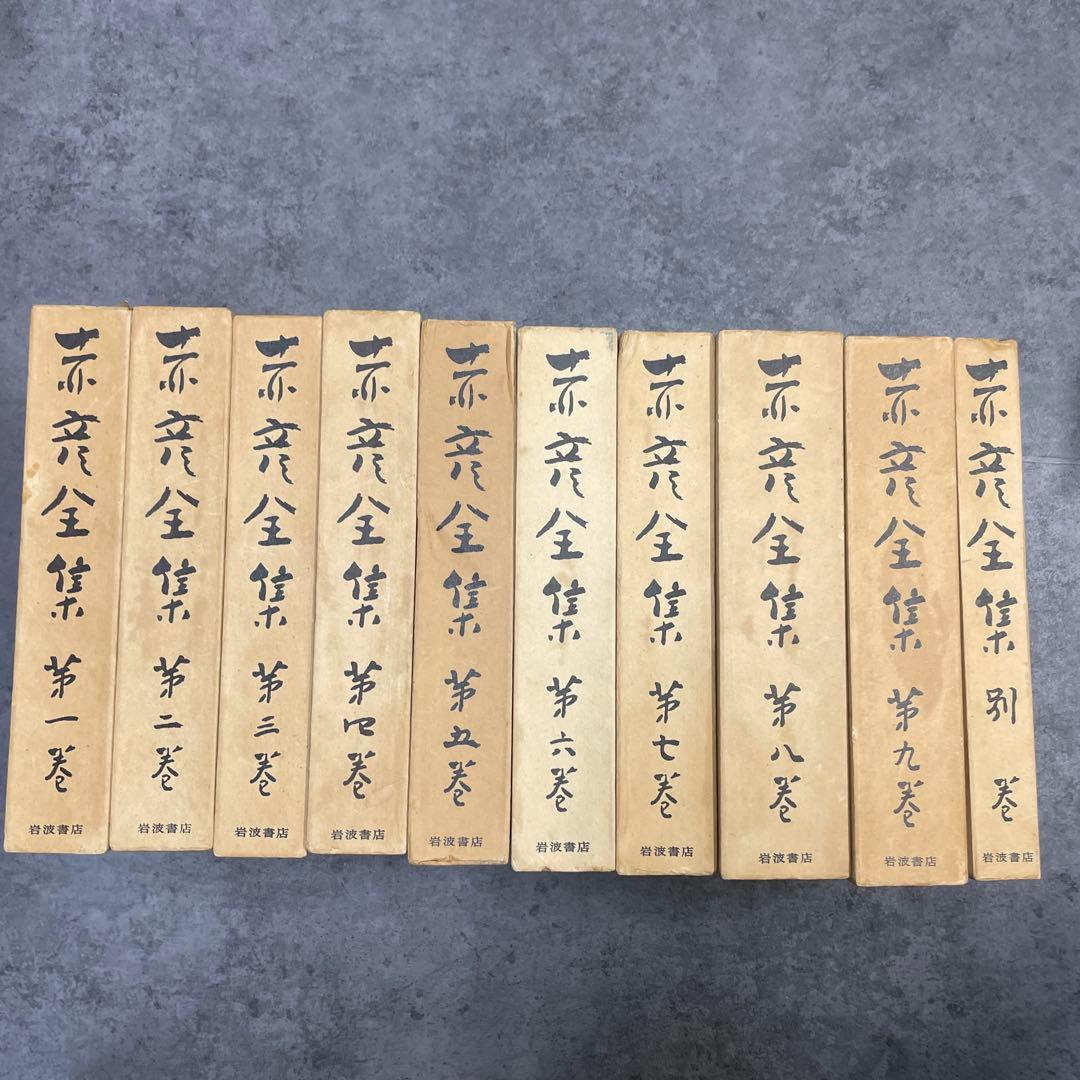 赤彦全集 第一巻
岩波書店
赤彦全集 第二巻
岩波書店
赤彦全集 第三巻
岩波書店
赤彦全集 第四巻
岩波書店
赤彦全集 第五巻
岩波書店
赤彦全集 第六巻
岩波書店
赤彦全集 第七巻
岩波書店
赤彦全集 第八巻
岩波書店
赤彦全集 第九巻
岩波書店
赤彦全集 別巻
岩波書店